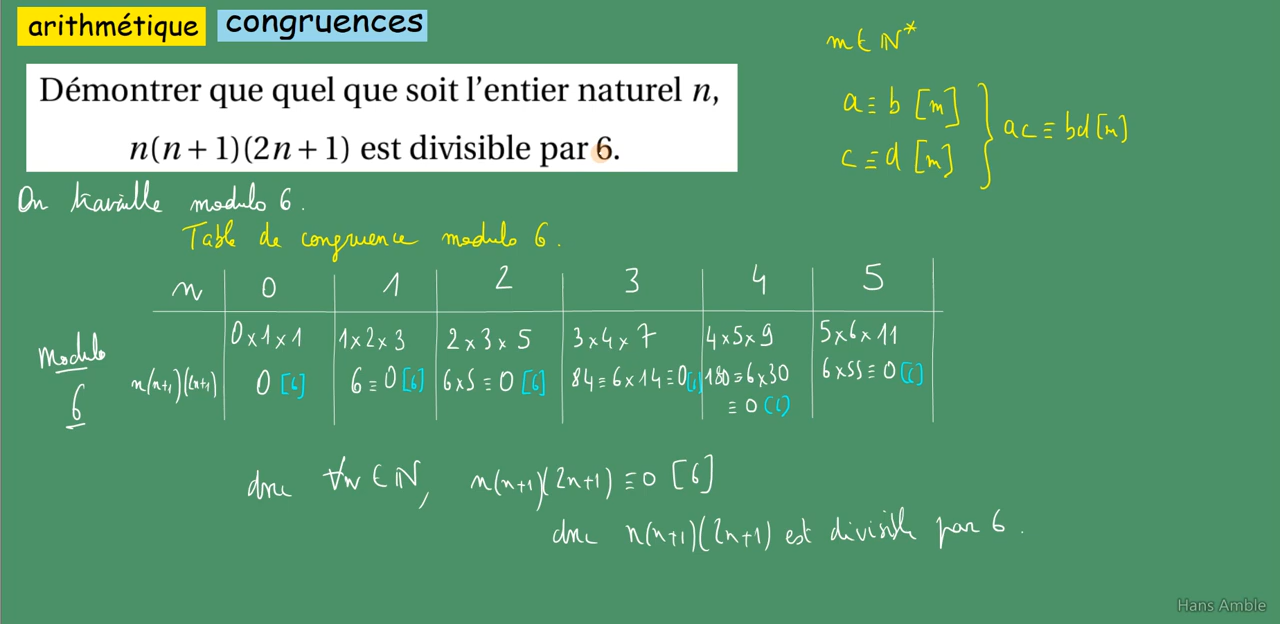 arithmétique congruences
m ∈ ℕ*
Démontrer que quel que soit l'entier naturel n,
n(n+1)(2n+1) est divisible par 6.
a ≡ b [m]
c ≡ d [m]
ac ≡ bd [m]
On travaille modulo 6.
Table de congruence modulo 6.
n 0 1 2 3 4 5
0×1×1 1×2×3 2×3×5 3×4×7 4×5×9 5×6×11
Modulo 6
n(n+1)(2n+1) 0 [6] 6≡0 [6] 6×5≡0 [6] 84≡6×14≡0[6] 180≡6×30 6×55≡0[6]
≡0[6]
donc ∀n∈ℕ, n(n+1)(2n+1)≡0 [6]
donc n(n+1)(2n+1) est divisible par 6.
Hans Amble